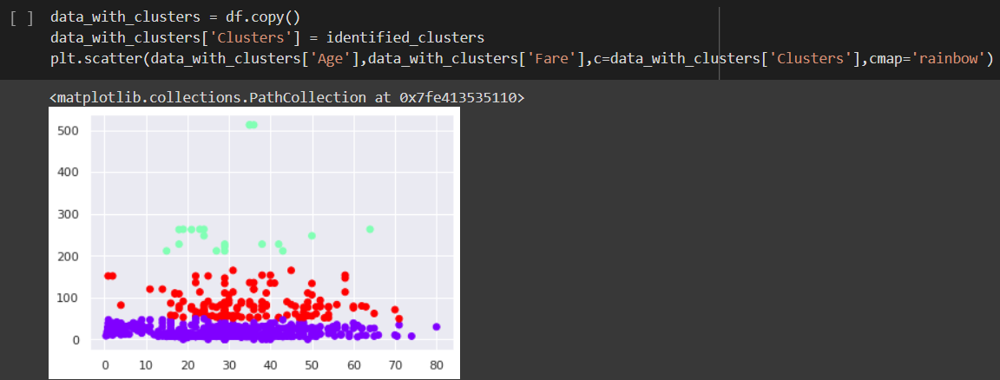 [ ] data_with_clusters = df.copy()
data_with_clusters['Clusters'] = identified_clusters
plt.scatter(data_with_clusters['Age'],data_with_clusters['Fare'],c=data_with_clusters['Clusters'],cmap='rainbow')
<matplotlib.collections.PathCollection at 0x7fe413535110>
500
400
300
200
100
0
0 10 20 30 40 50 60 70 80